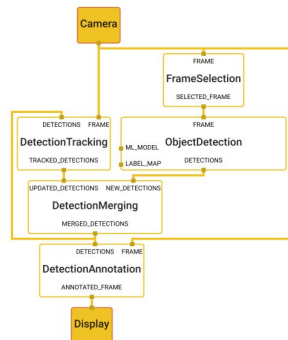 Camera
FRAME
FrameSelection
SELECTED_FRAME
DETECTIONS FRAME
DetectionTracking
TRACKED_DETECTIONS
FRAME
ML_MODEL
ObjectDetection
LABEL_MAP
DETECTIONS
UPDATED_DETECTIONS NEW_DETECTIONS
DetectionMerging
MERGED_DETECTIONS
DETECTIONS FRAME
DetectionAnnotation
ANNOTATED_FRAME
Display